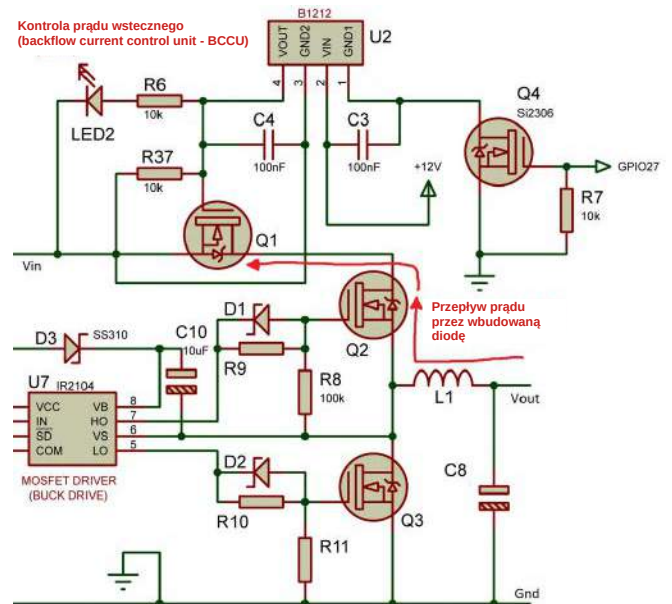 Kontrola prądu wstecznego
(backflow current control unit - BCCU)
B1212
U2
VOUT
GND2
VIN
GND1
4
3
2
1
R6
10k
LED2
C4
100nF
C3
100nF
Q4
Si2306
R37
10k
+12V
GPIO27
R7
10k
Q1
Vin
D1
Przepływ prądu
przez wbudowaną
diodę
D3
SS310
C10
10uF
Q2
R9
R8
100k
U7
IR2104
L1
Vout
VCC
IN
SD
COM
VB
HO
VS
LO
8
7
6
5
MOSFET DRIVER
(BUCK DRIVE)
D2
C8
R10
Q3
R11
Gnd